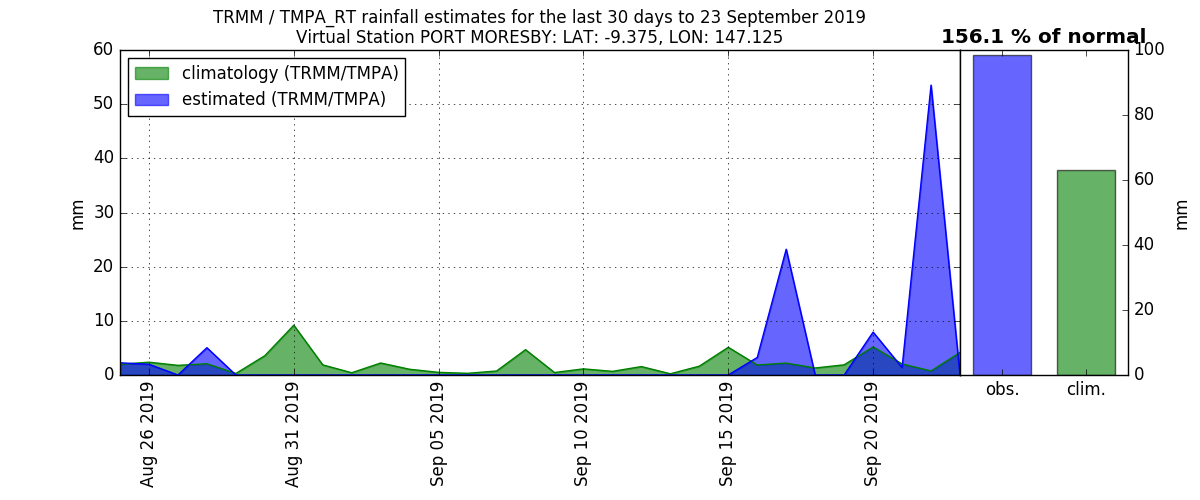 TRMM / TMPA_RT rainfall estimates for the last 30 days to 23 September 2019
Virtual Station PORT MORESBY: LAT: -9.375, LON: 147.125
156.1 % of normal
climatology (TRMM/TMPA)
estimated (TRMM/TMPA)
60
50
40
30
20
10
0
mm
Aug 26 2019
Aug 31 2019
Sep 05 2019
Sep 10 2019
Sep 15 2019
Sep 20 2019
100
80
60
40
20
0
mm
obs.
clim.